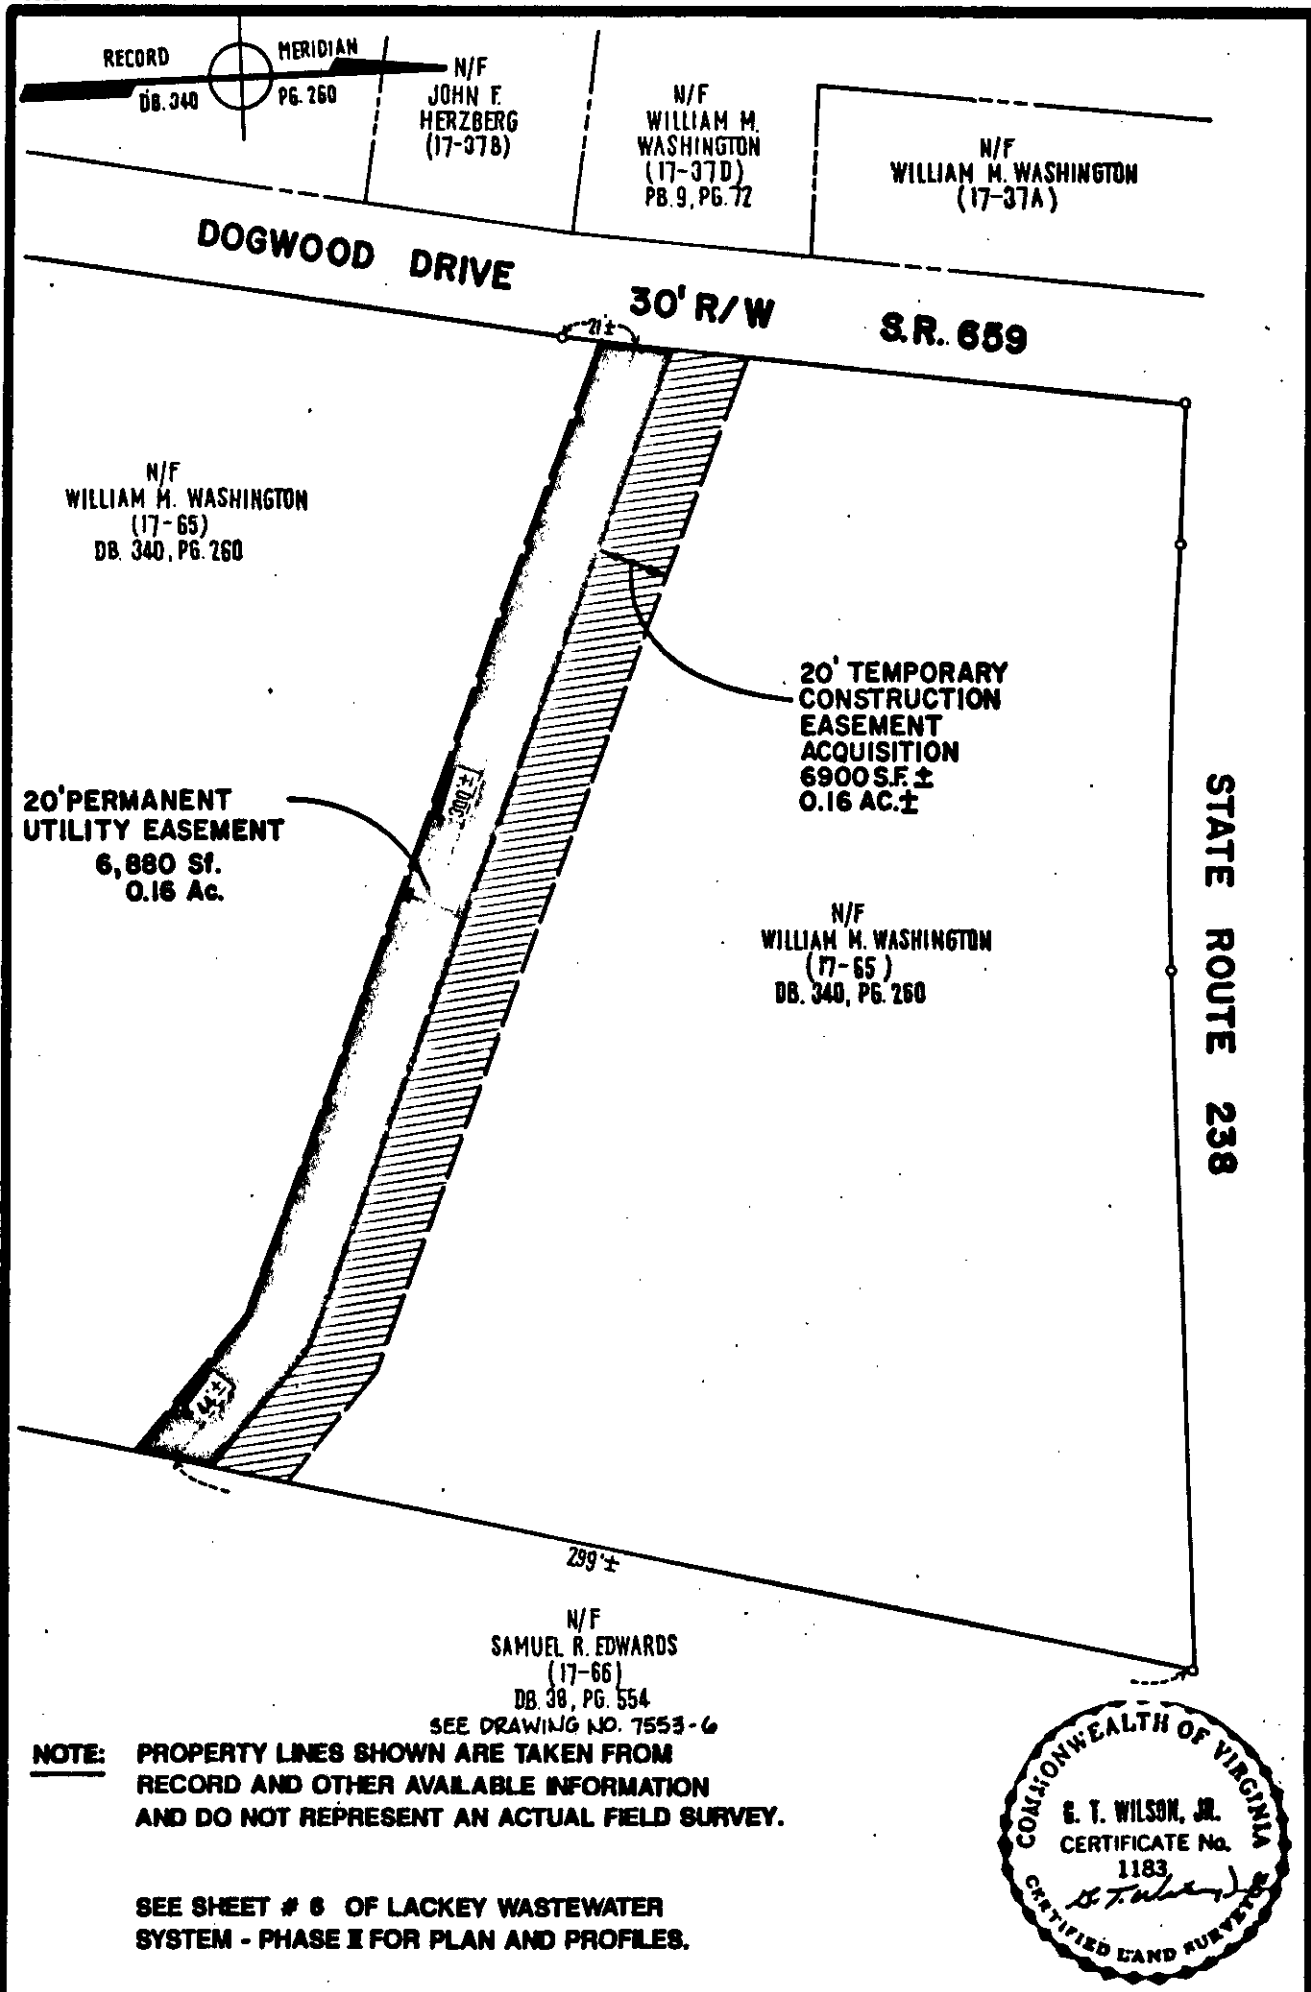 RECORD MERIDIAN
DB. 340 PG. 260
N/F
JOHN F.
HERZBERG
(17-37B)
N/F
WILLIAM M.
WASHINGTON
(17-37D)
PB. 9, PG. 72
N/F
WILLIAM M. WASHINGTON
(17-37A)
DOGWOOD DRIVE 30' R/W S.R. 659
21'±
N/F
WILLIAM M. WASHINGTON
(17-65)
DB. 340, PG. 260
20' TEMPORARY
CONSTRUCTION
EASEMENT
ACQUISITION
6900 S.F. ±
0.16 AC. ±
20' PERMANENT
UTILITY EASEMENT
6,880 Sf.
0.16 Ac.
300'±
N/F
WILLIAM M. WASHINGTON
(17-65)
DB. 340, PG. 260
STATE ROUTE 238
44'±
299'±
N/F
SAMUEL R. EDWARDS
(17-66)
DB. 38, PG. 554
SEE DRAWING NO. 7553-6
NOTE: PROPERTY LINES SHOWN ARE TAKEN FROM
RECORD AND OTHER AVAILABLE INFORMATION
AND DO NOT REPRESENT AN ACTUAL FIELD SURVEY.
SEE SHEET # 6 OF LACKEY WASTEWATER
SYSTEM - PHASE II FOR PLAN AND PROFILES.
COMMONWEALTH OF VIRGINIA
G. T. WILSON, JR.
CERTIFICATE No.
1183
G. T. Wilson, Jr.
CERTIFIED LAND SURVEYOR